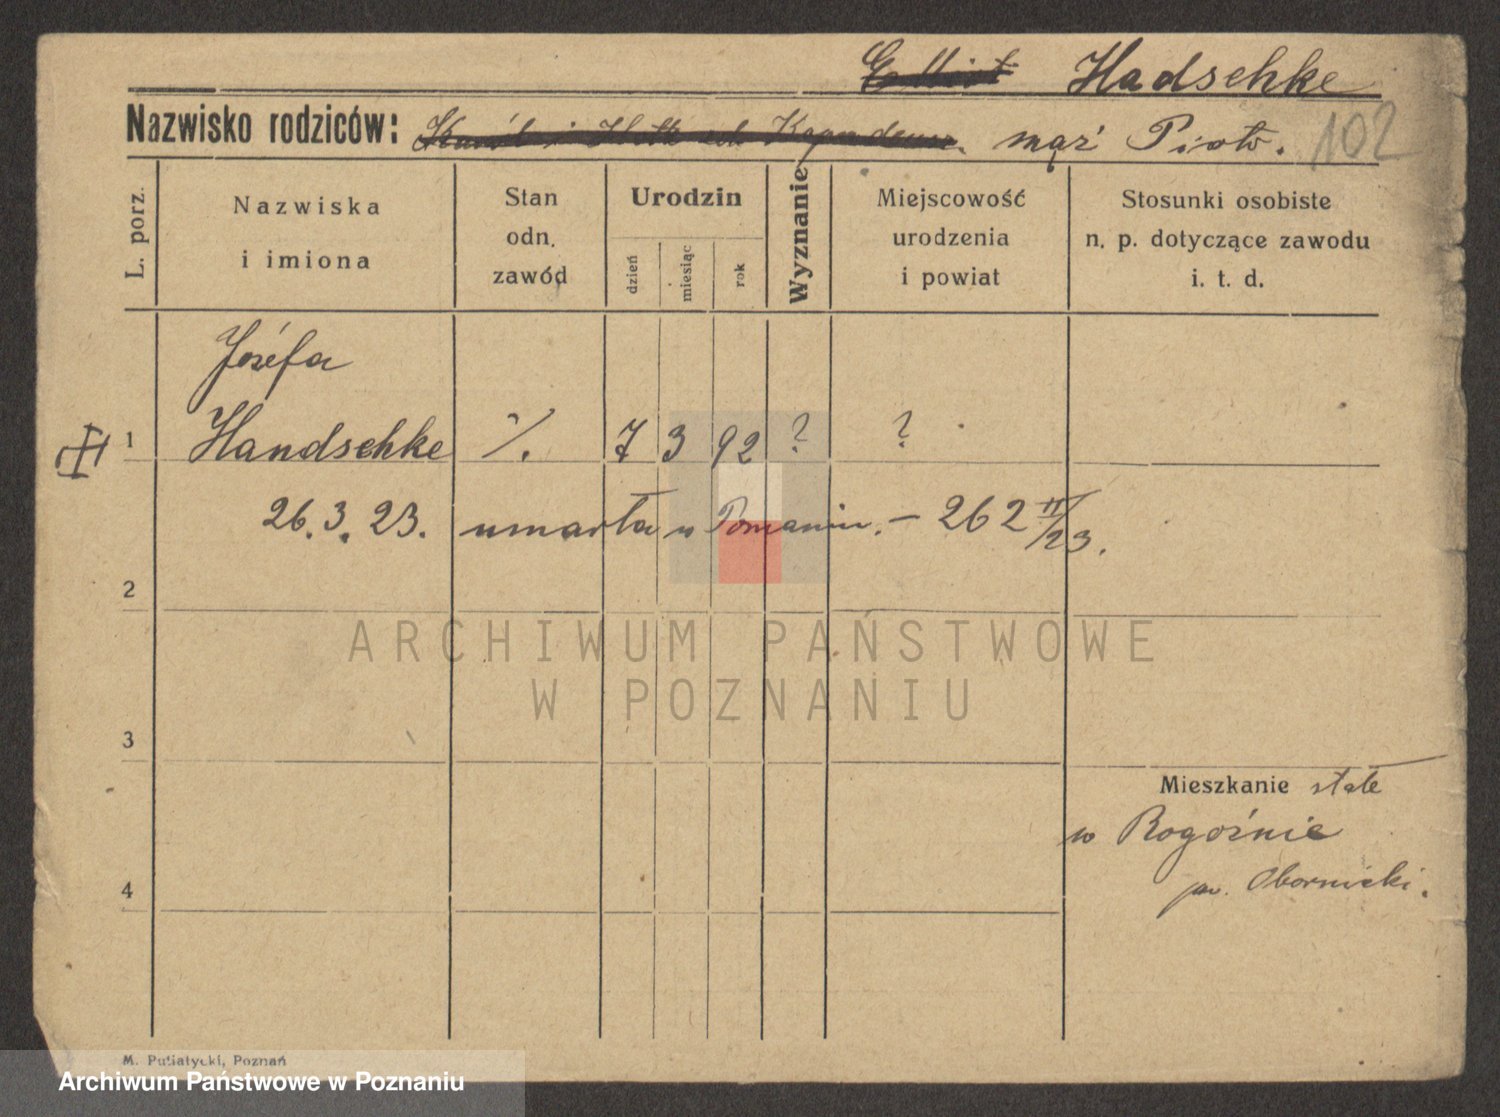 Hadschke
Nazwisko rodziców: mąż Piotr.
102
L. porz.
Nazwiska
i imiona
Stan
odn.
zawód
Urodzin
dzień
miesiąc
rok
Wyznanie
Miejscowość
urodzenia
i powiat
Stosunki osobiste
n. p. dotyczące zawodu
i. t. d.
Józefa
1 Handschke ·/. 7 3 92 ? ?
26.3.23. umarła w Poznaniu. – 262 II/23.
2
ARCHIWUM PAŃSTWOWE
W POZNANIU
3
Mieszkanie stałe
w Rogoźnie
pow. Obornicki.
4
M. Putiatycki, Poznań
Archiwum Państwowe w Poznaniu